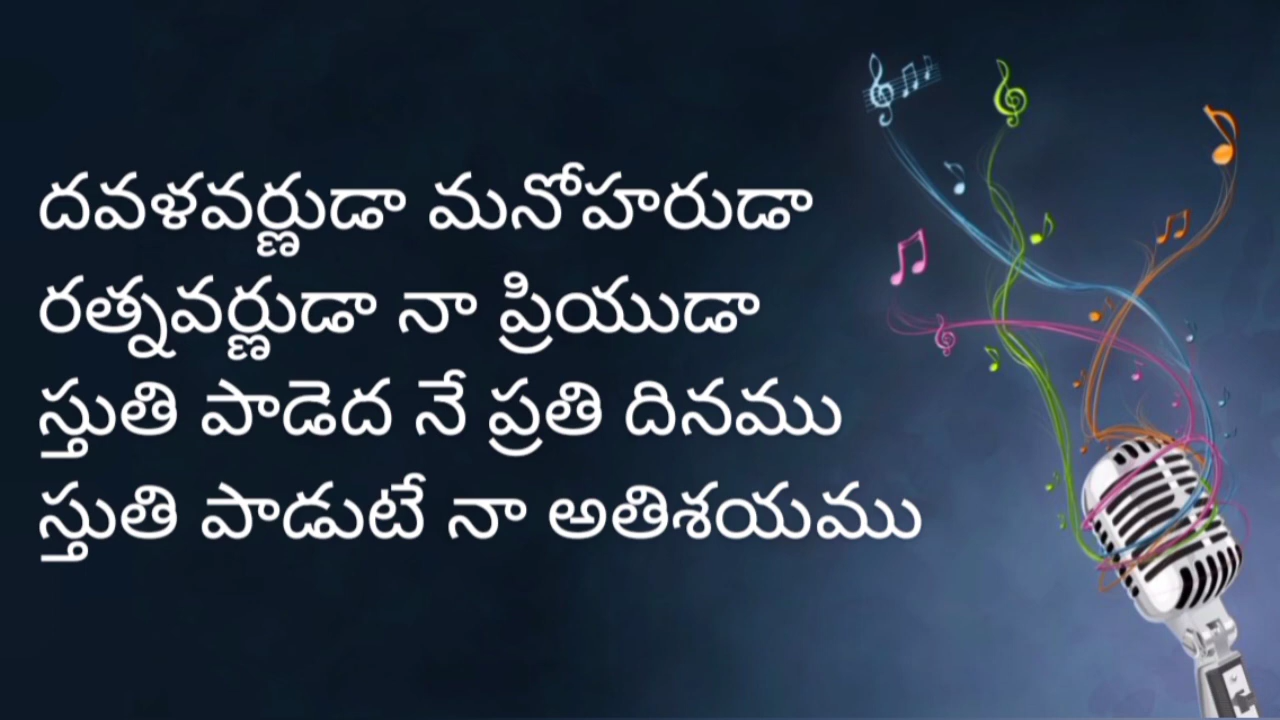 దవళవర్ణుడా మనోహరుడా
రత్నవర్ణుడా నా ప్రియుడా
స్తుతి పాడెద నే ప్రతి దినము
స్తుతి పాడుటే నా అతిశయము